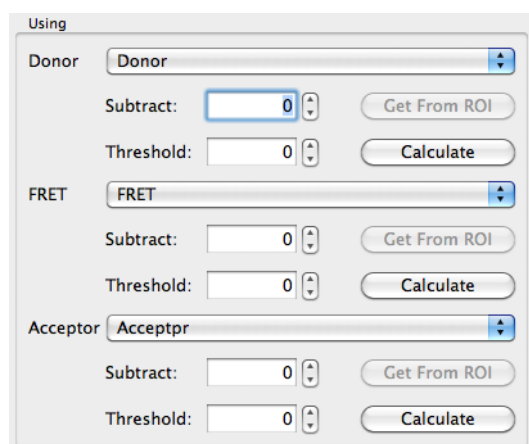 Using
Donor Donor
Subtract: 0 Get From ROI
Threshold: 0 Calculate
FRET FRET
Subtract: 0 Get From ROI
Threshold: 0 Calculate
Acceptor Acceptpr
Subtract: 0 Get From ROI
Threshold: 0 Calculate